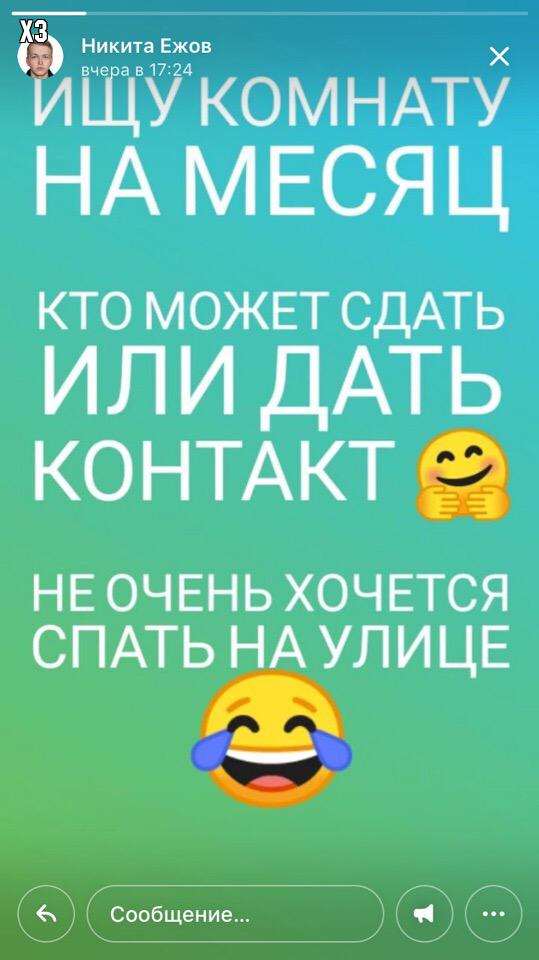 ХЗ
Никита Ежов
вчера в 17:24
ИЩУ КОМНАТУ
НА МЕСЯЦ
КТО МОЖЕТ СДАТЬ
ИЛИ ДАТЬ
КОНТАКТ 🤗
НЕ ОЧЕНЬ ХОЧЕТСЯ
СПАТЬ НА УЛИЦЕ
😂
Сообщение...